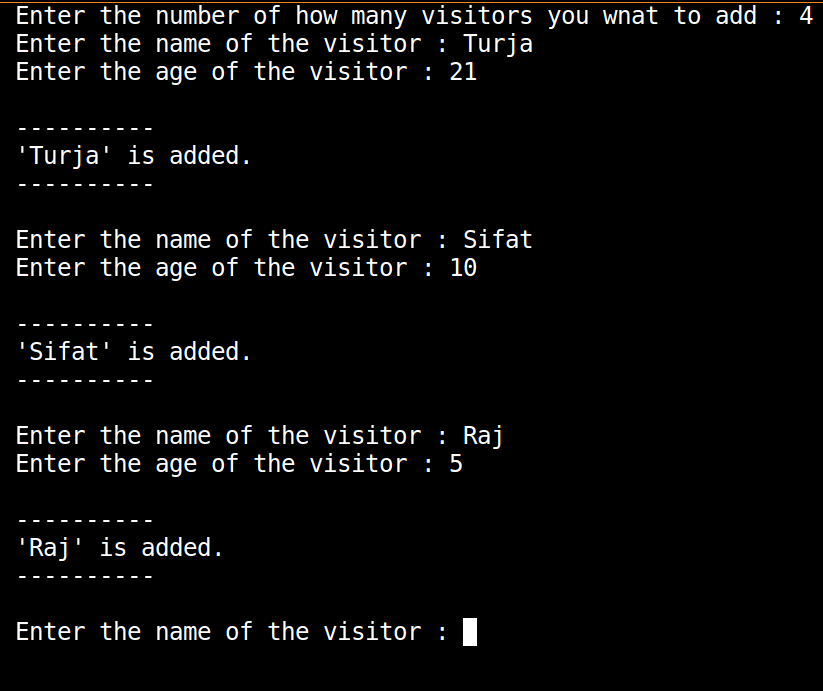 Enter the number of how many visitors you wnat to add : 4
Enter the name of the visitor : Turja
Enter the age of the visitor : 21
----------
'Turja' is added.
----------
Enter the name of the visitor : Sifat
Enter the age of the visitor : 10
----------
'Sifat' is added.
----------
Enter the name of the visitor : Raj
Enter the age of the visitor : 5
----------
'Raj' is added.
----------
Enter the name of the visitor :